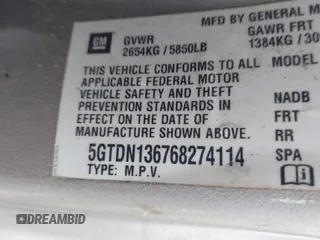 GM
MFD BY GENERAL M
GVWR
GAWR FRT
2654KG / 5850LB
1384KG / 30
THIS VEHICLE CONFORMS TO ALL
MODEL
APPLICABLE FEDERAL MOTOR
VEHICLE SAFETY AND THEFT
NADB
PREVENTION STANDARDS IN
FRT
EFFECT ON THE DATE OF
RR
MANUFACTURE SHOWN ABOVE.
5GTDN136768274114
SPA
TYPE: M.P.V.
DREAMBID